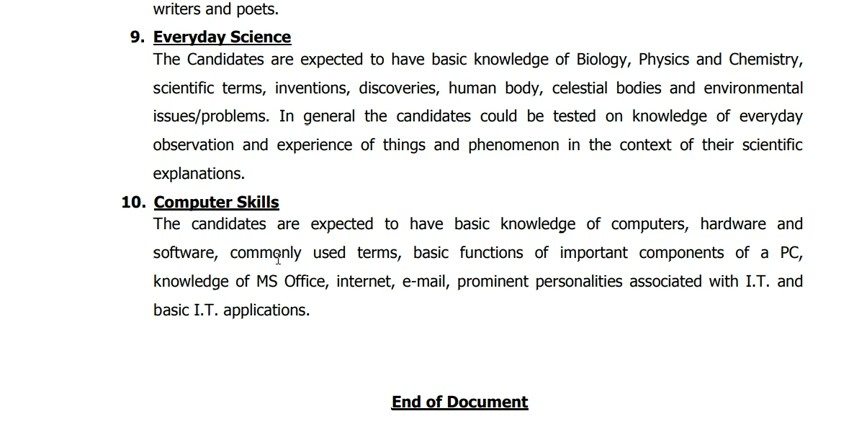 writers and poets.
9. Everyday Science
The Candidates are expected to have basic knowledge of Biology, Physics and Chemistry,
scientific terms, inventions, discoveries, human body, celestial bodies and environmental
issues/problems. In general the candidates could be tested on knowledge of everyday
observation and experience of things and phenomenon in the context of their scientific
explanations.
10. Computer Skills
The candidates are expected to have basic knowledge of computers, hardware and
software, commonly used terms, basic functions of important components of a PC,
knowledge of MS Office, internet, e-mail, prominent personalities associated with I.T. and
basic I.T. applications.
End of Document